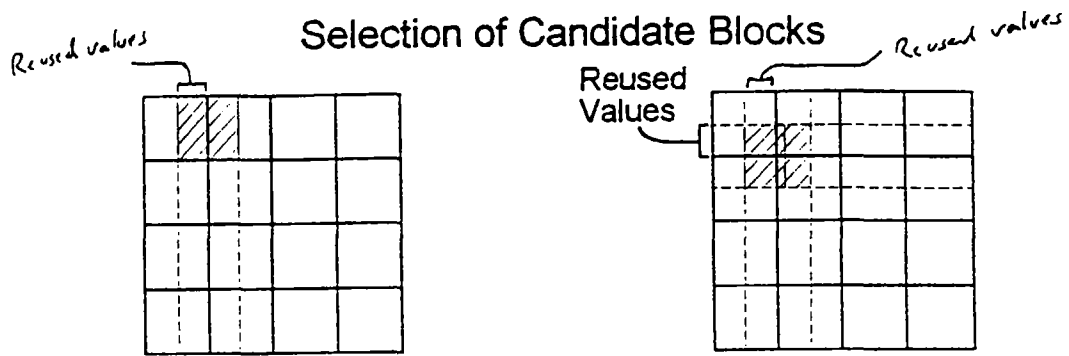 Selection of Candidate Blocks
Reused values
Reused values
Reused
Values